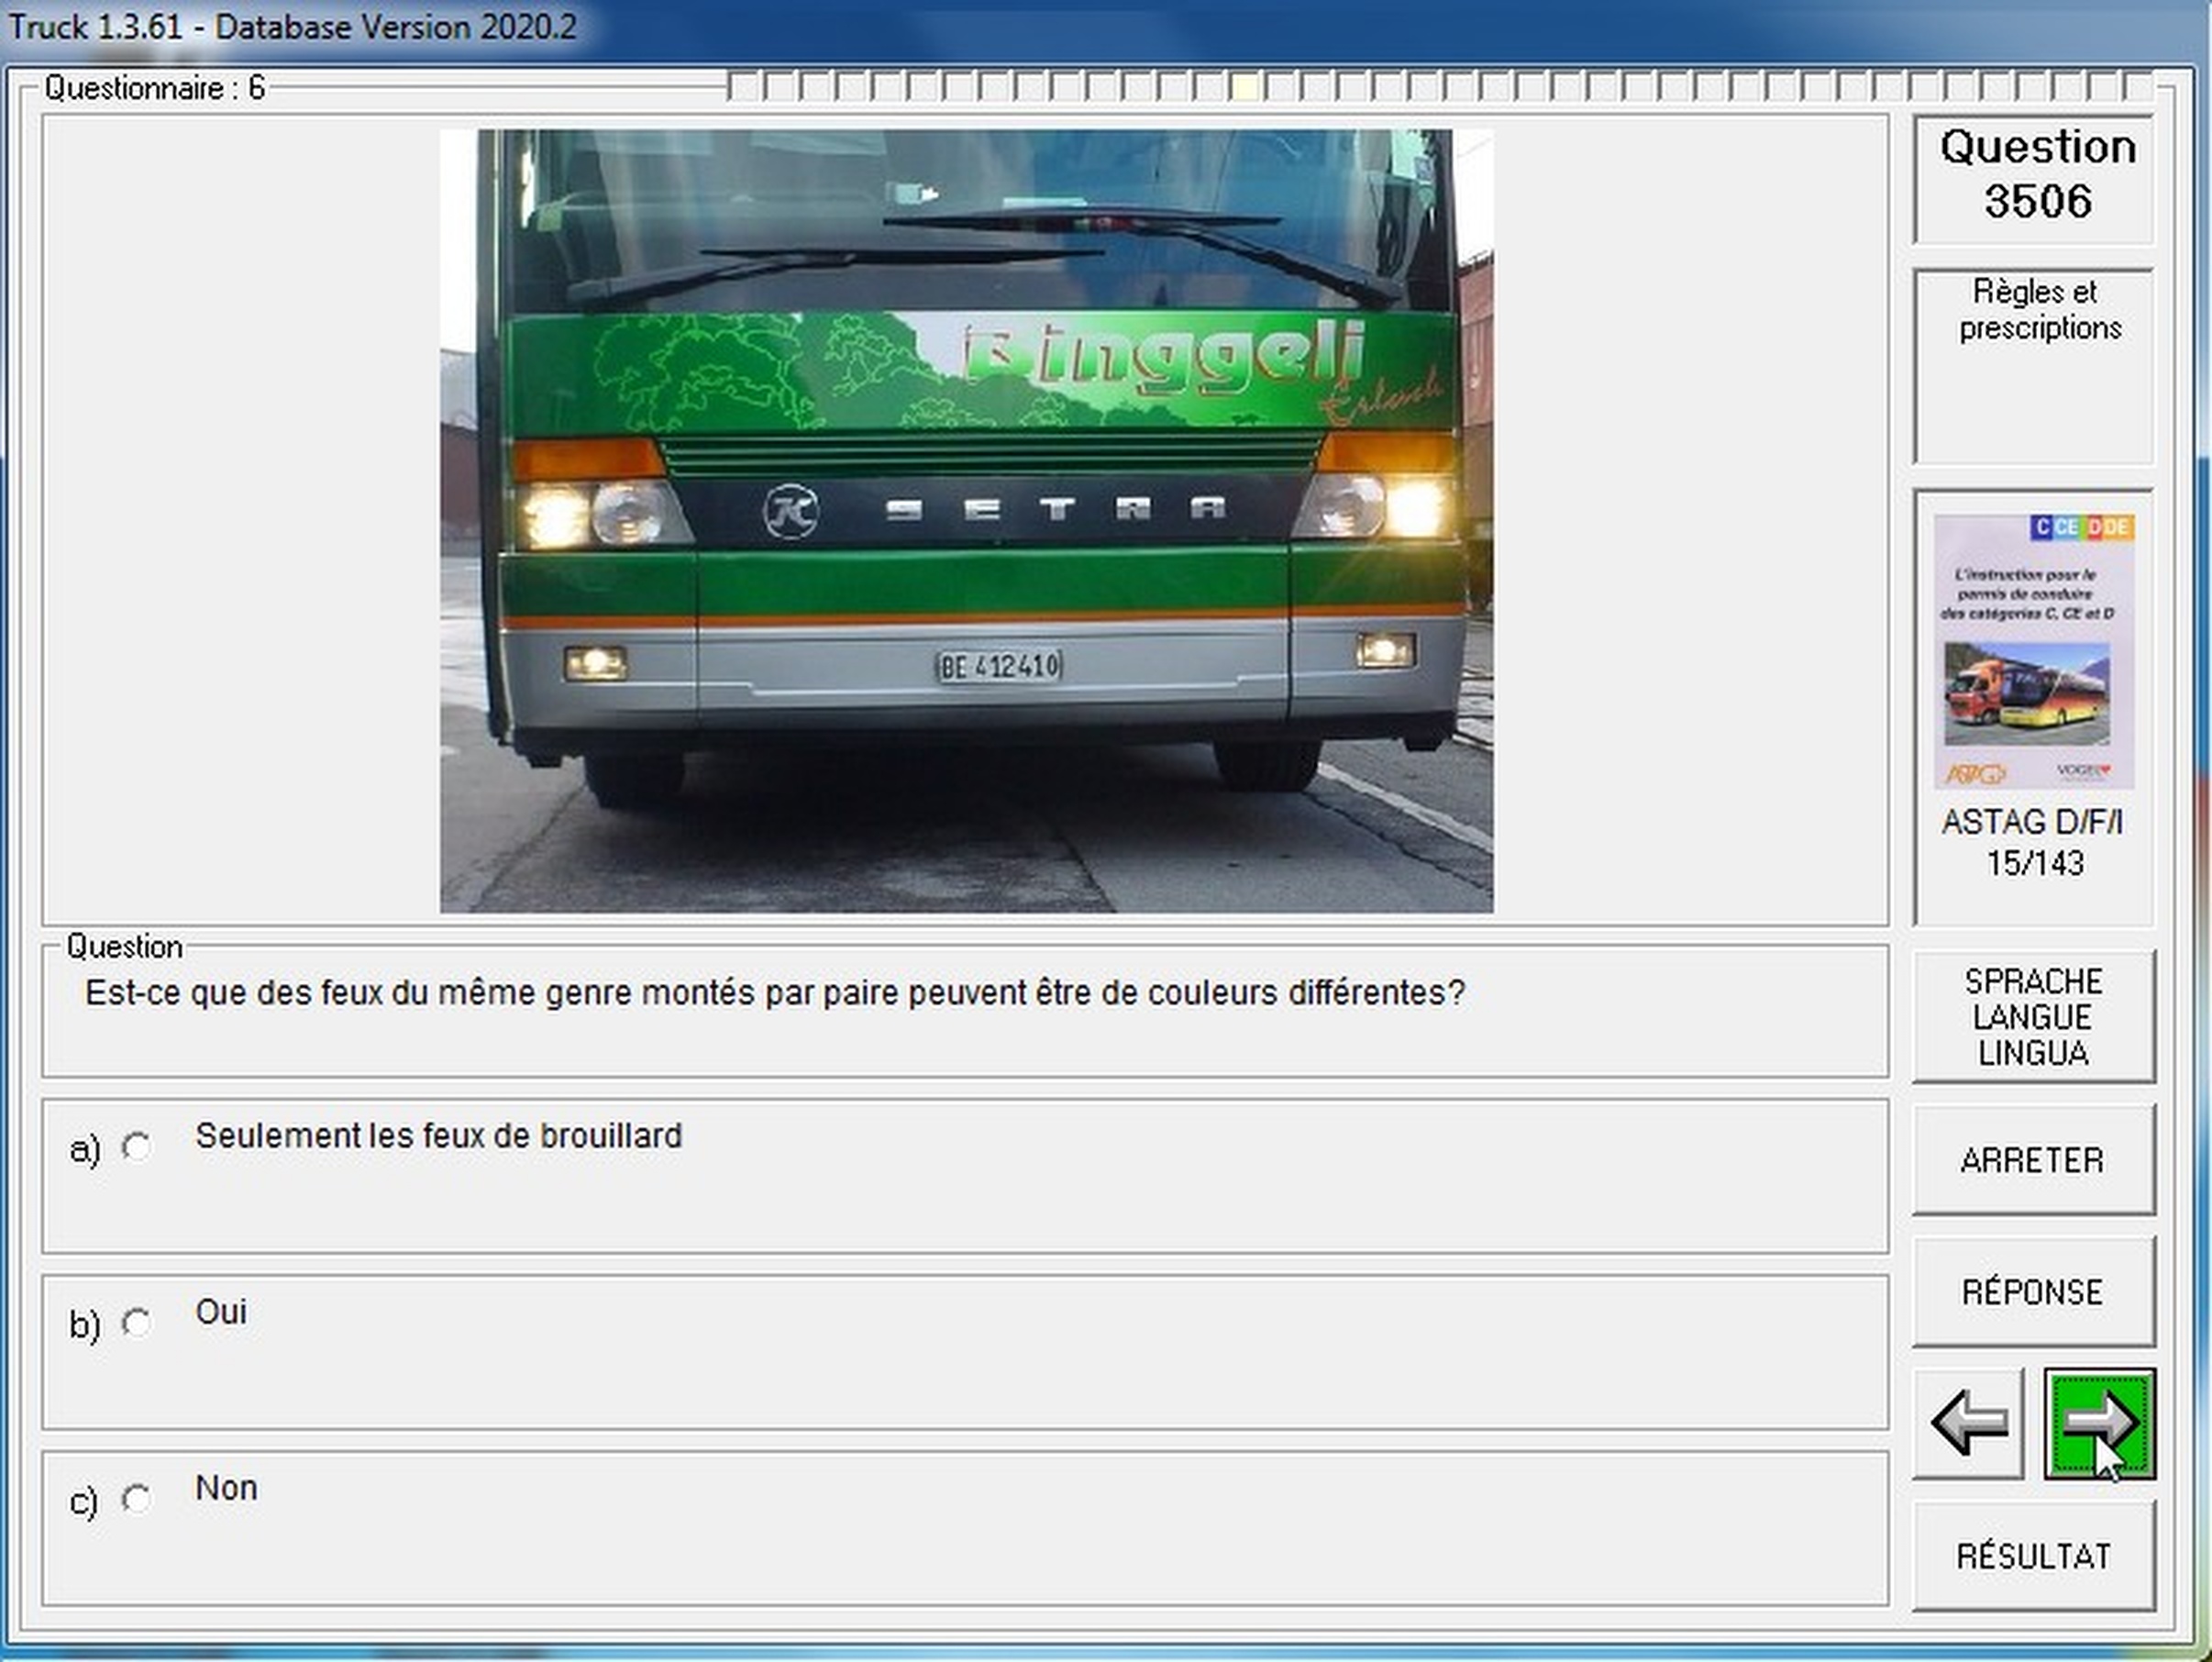 Truck 1.3.61 - Database Version 2020.2
Questionnaire : 6
Binggeli
Erlach
SETRA
BE 412410
Question
3506
Règles et
prescriptions
C CE D DE
L'instruction pour le
permis de conduire
des catégories C, CE et D
ASTAG
VOGEL
ASTAG D/F/I
15/143
Question
Est-ce que des feux du même genre montés par paire peuvent être de couleurs différentes?
a) Seulement les feux de brouillard
b) Oui
c) Non
SPRACHE
LANGUE
LINGUA
ARRETER
RÉPONSE
RÉSULTAT